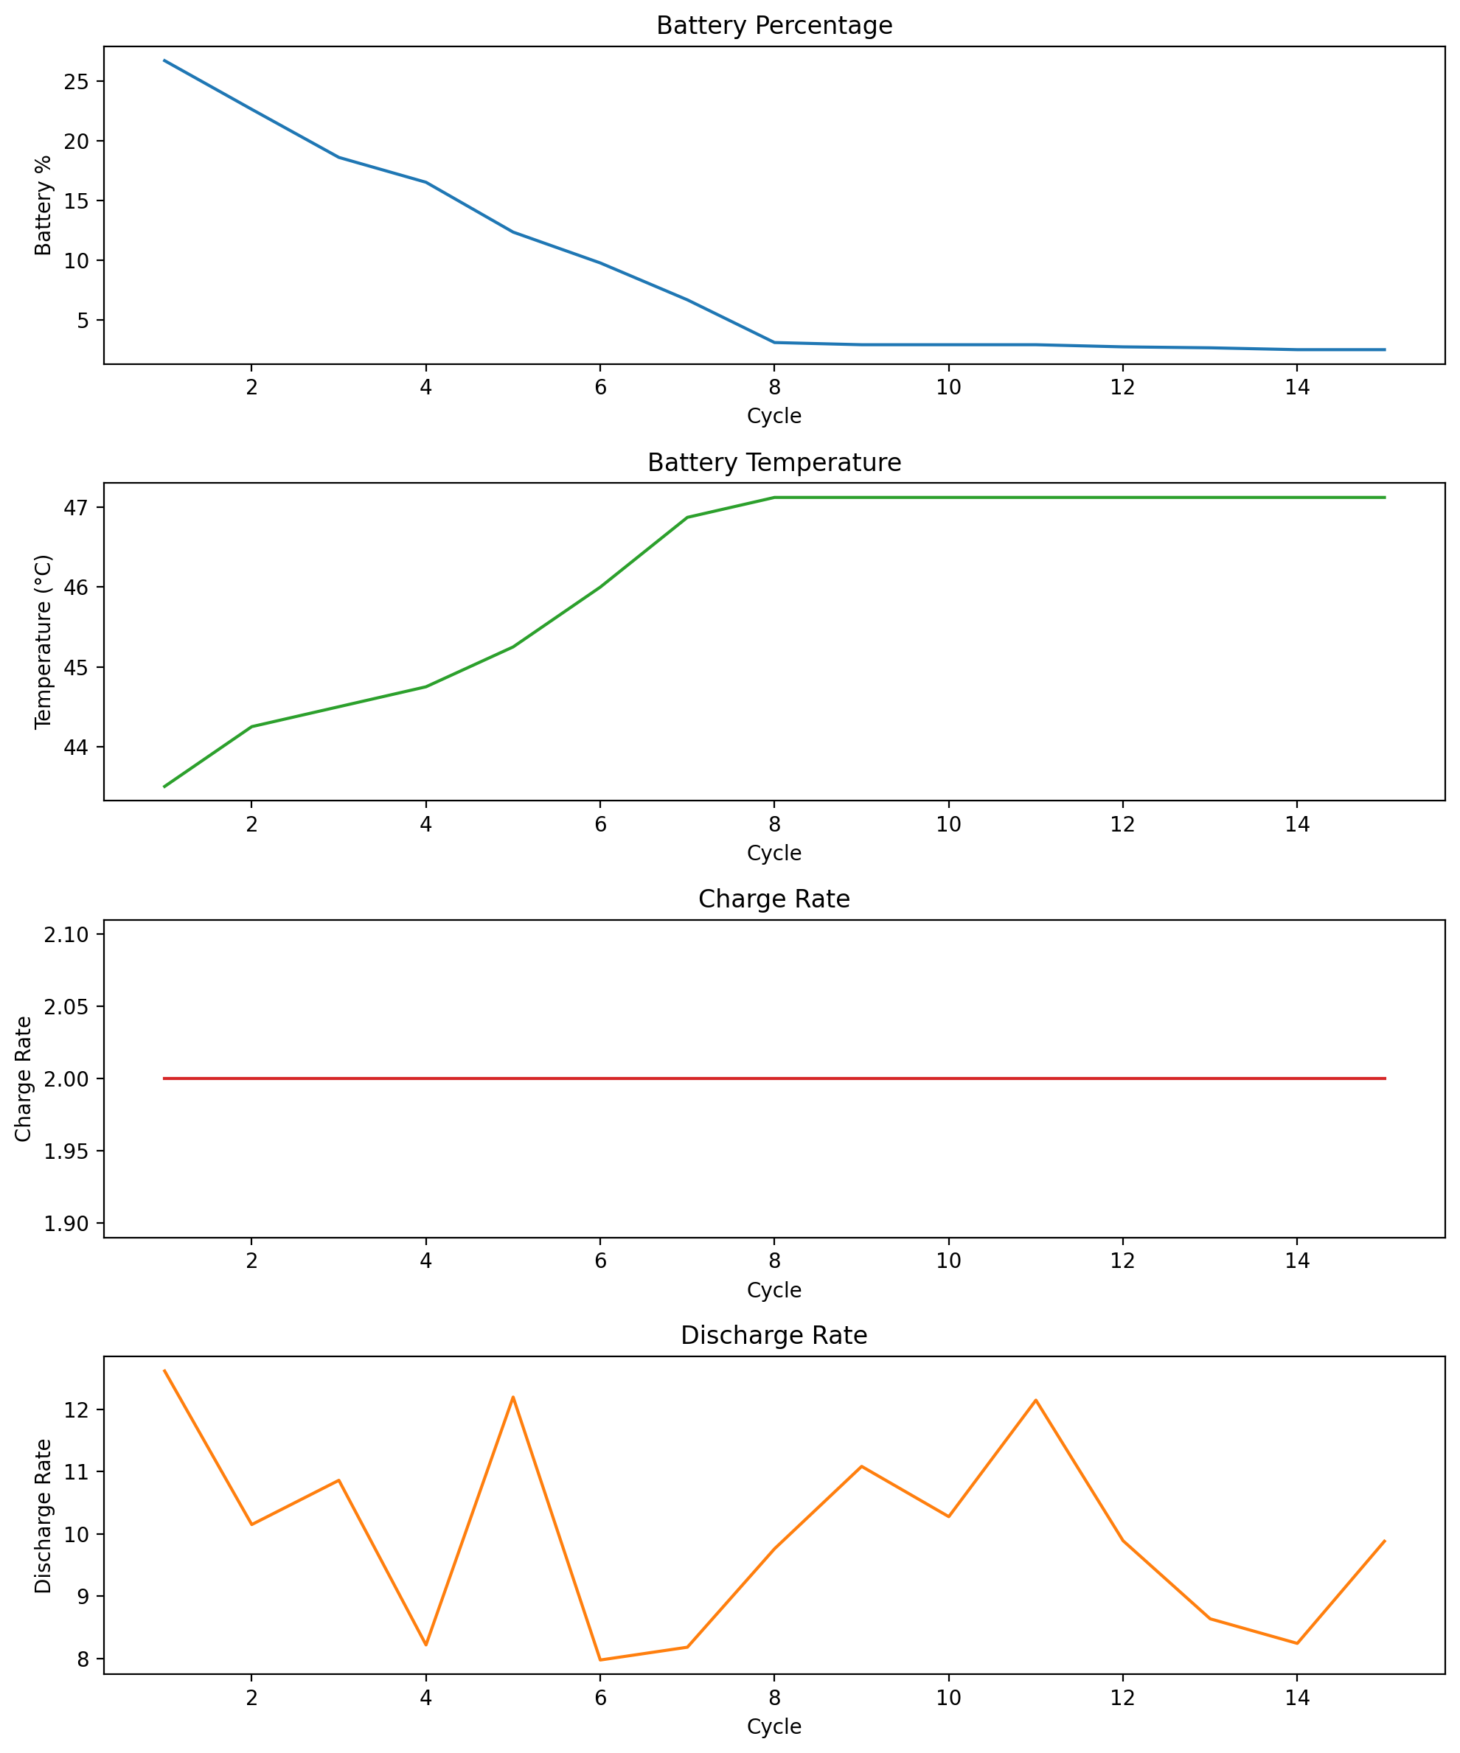 Battery Percentage
25
20
15
10
5
Battery %
2 4 6 8 10 12 14
Cycle
Battery Temperature
47
46
45
44
Temperature (°C)
2 4 6 8 10 12 14
Cycle
Charge Rate
2.10
2.05
2.00
1.95
1.90
Charge Rate
2 4 6 8 10 12 14
Cycle
Discharge Rate
12
11
10
9
8
Discharge Rate
2 4 6 8 10 12 14
Cycle